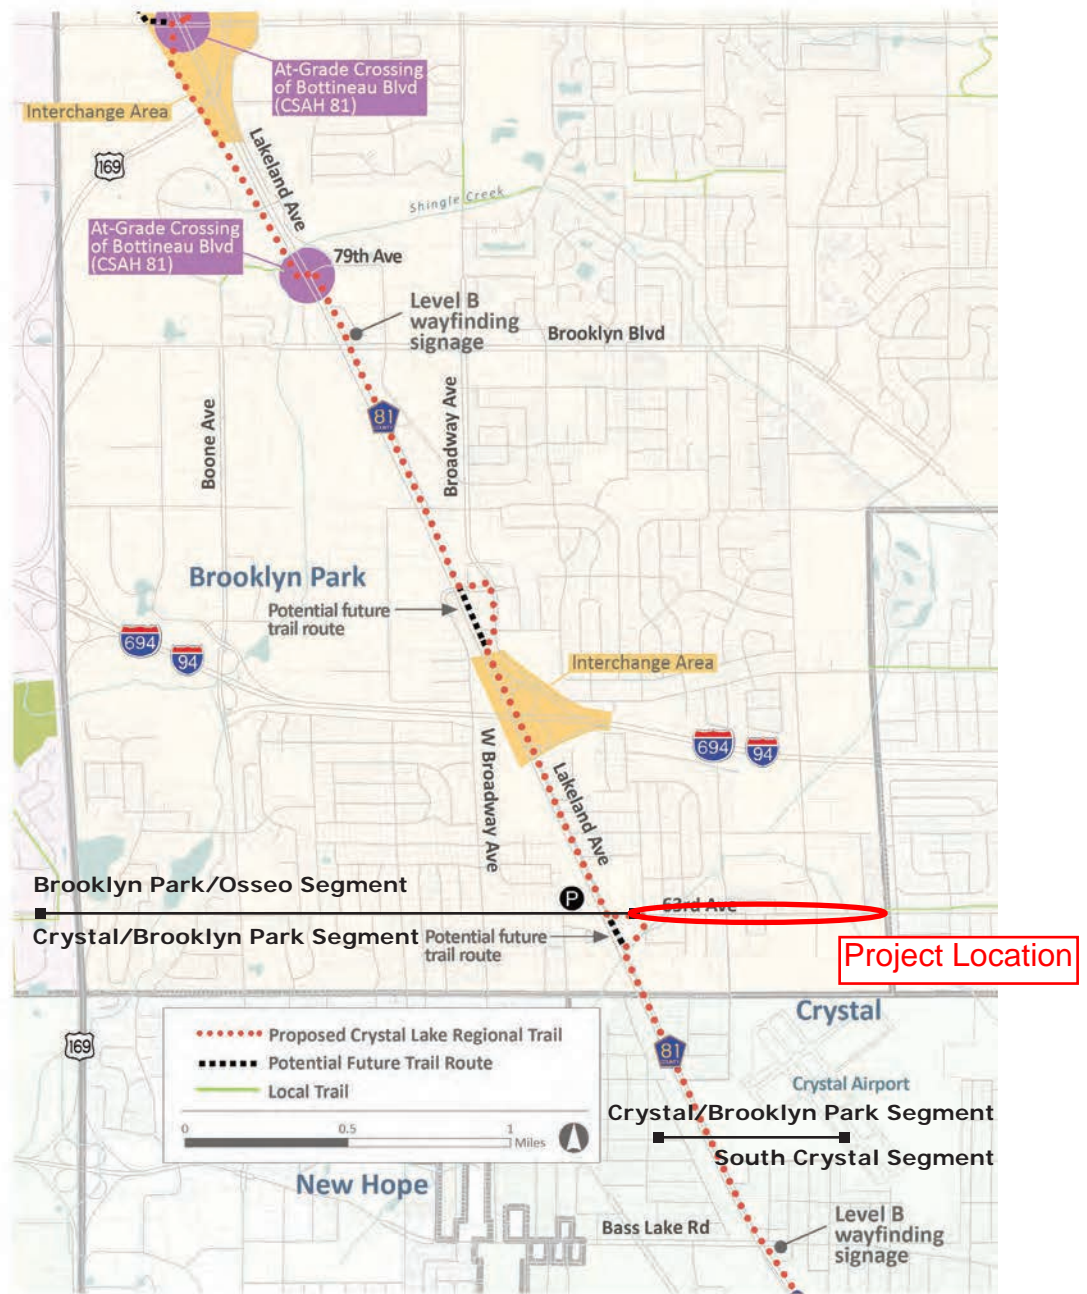 At-Grade Crossing
of Bottineau Blvd
(CSAH 81)
Interchange Area
169
Lakeland Ave
Shingle Creek
At-Grade Crossing
of Bottineau Blvd
(CSAH 81)
79th Ave
Level B
wayfinding
signage
Brooklyn Blvd
81
COUNTY
Boone Ave
Broadway Ave
Brooklyn Park
Potential future
trail route
694
94
Interchange Area
694
94
W Broadway Ave
Lakeland Ave
Brooklyn Park/Osseo Segment
P
63rd Ave
Crystal/Brooklyn Park Segment
Potential future
trail route
Project Location
Crystal
169
Proposed Crystal Lake Regional Trail
Potential Future Trail Route
Local Trail
0 0.5 1
Miles
81
COUNTY
Crystal Airport
Crystal/Brooklyn Park Segment
South Crystal Segment
New Hope
Bass Lake Rd
Level B
wayfinding
signage